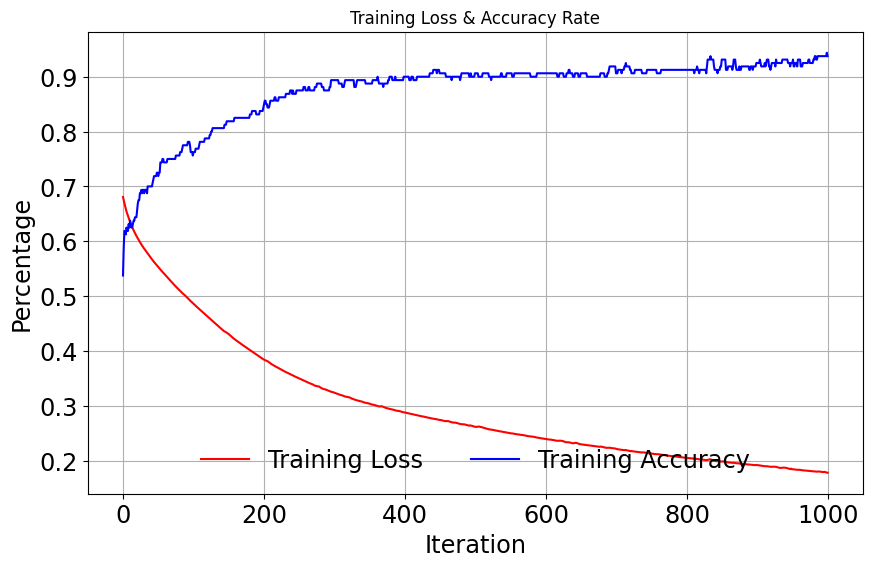 Training Loss & Accuracy Rate
Percentage
0.9
0.8
0.7
0.6
0.5
0.4
0.3
0.2
Training Loss
Training Accuracy
0 200 400 600 800 1000
Iteration